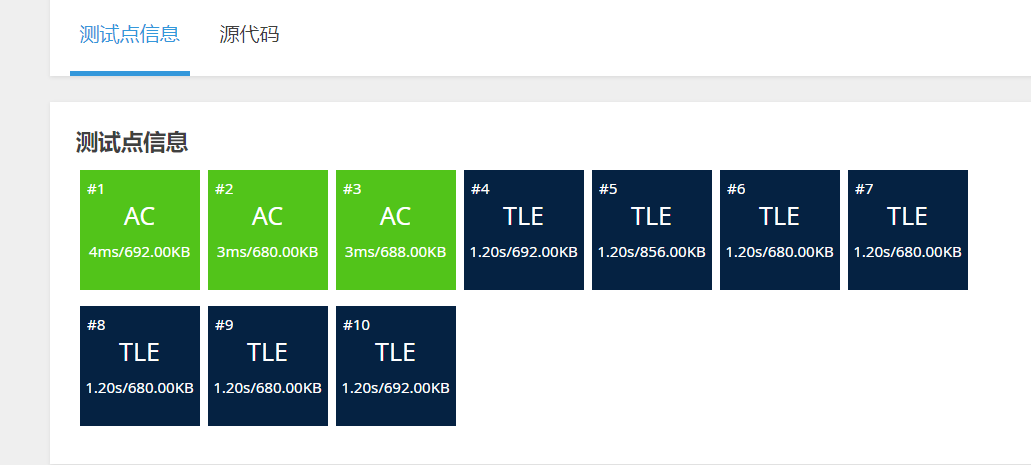 测试点信息 源代码
测试点信息
#1 #2 #3 #4 #5 #6 #7
AC AC AC TLE TLE TLE TLE
4ms/692.00KB 3ms/680.00KB 3ms/688.00KB 1.20s/692.00KB 1.20s/856.00KB 1.20s/680.00KB 1.20s/680.00KB
#8 #9 #10
TLE TLE TLE
1.20s/680.00KB 1.20s/680.00KB 1.20s/692.00KB